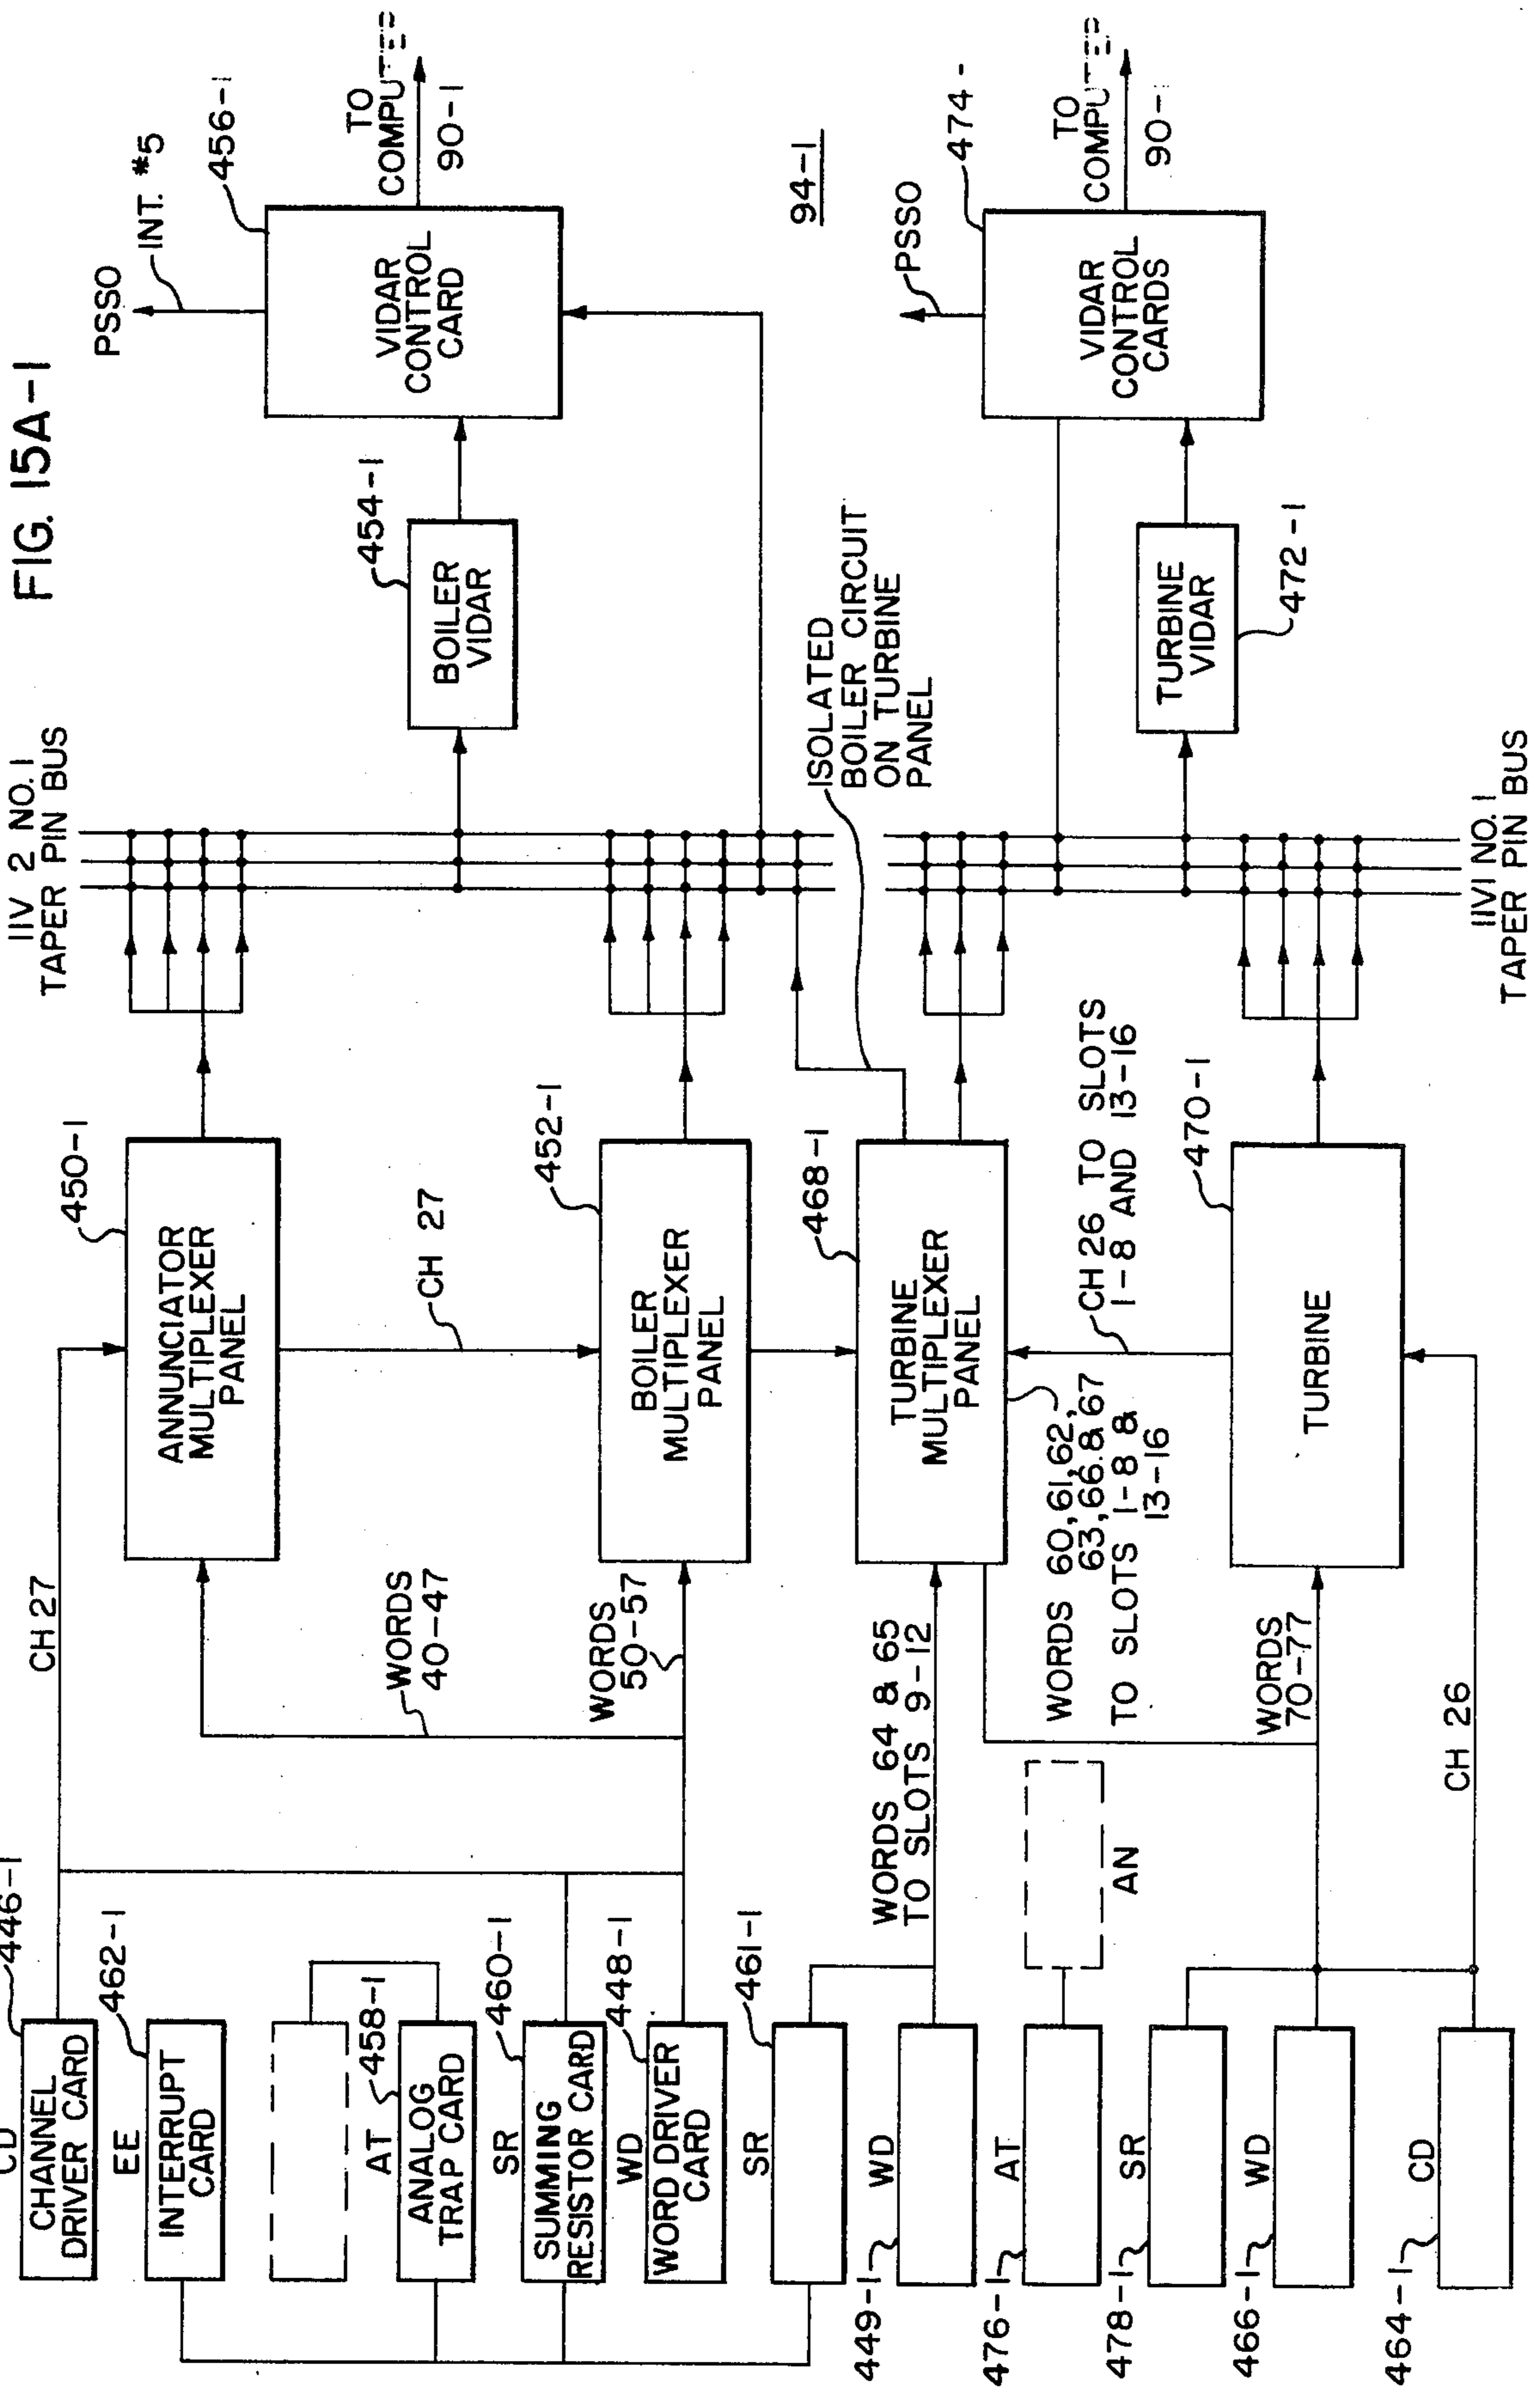 FIG. 15A-1
CD
446-1
CHANNEL
DRIVER CARD
EE
462-1
INTERRUPT
CARD
AT
458-1
ANALOG
TRAP CARD
SR
460-1
SUMMING
RESISTOR CARD
WD
448-1
WORD DRIVER
CARD
SR
461-1
WD
449-1
AT
476-1
AN
SR
478-1
WD
466-1
CD
464-1
CH 27
WORDS
40-47
WORDS
50-57
WORDS 64 & 65
TO SLOTS 9-12
WORDS 60,61,62,
63,66.& 67
TO SLOTS 1-8 &
13-16
WORDS
70-77
CH 26
450-1
ANNUNCIATOR
MULTIPLEXER
PANEL
CH 27
452-1
BOILER
MULTIPLEXER
PANEL
468-1
TURBINE
MULTIPLEXER
PANEL
CH 26 TO SLOTS
1-8 AND 13-16
470-1
TURBINE
IIV 2 NO. 1
TAPER PIN BUS
ISOLATED
BOILER CIRCUIT
ON TURBINE
PANEL
IIVI NO. 1
TAPER PIN BUS
454-1
BOILER
VIDAR
TURBINE
VIDAR
472-1
PSSO
INT. #5
456-1
VIDAR
CONTROL
CARD
TO
COMPUTER
90-1
94-1
PSSO
474-
VIDAR
CONTROL
CARDS
TO
COMPUTER
90-1